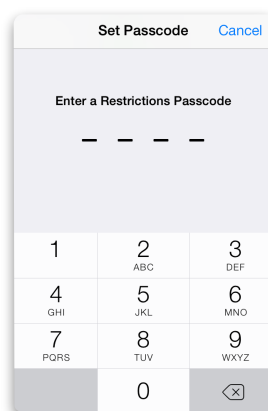 Set Passcode Cancel
Enter a Restrictions Passcode
1 2 3
ABC DEF
4 5 6
GHI JKL MNO
7 8 9
PQRS TUV WXYZ
0